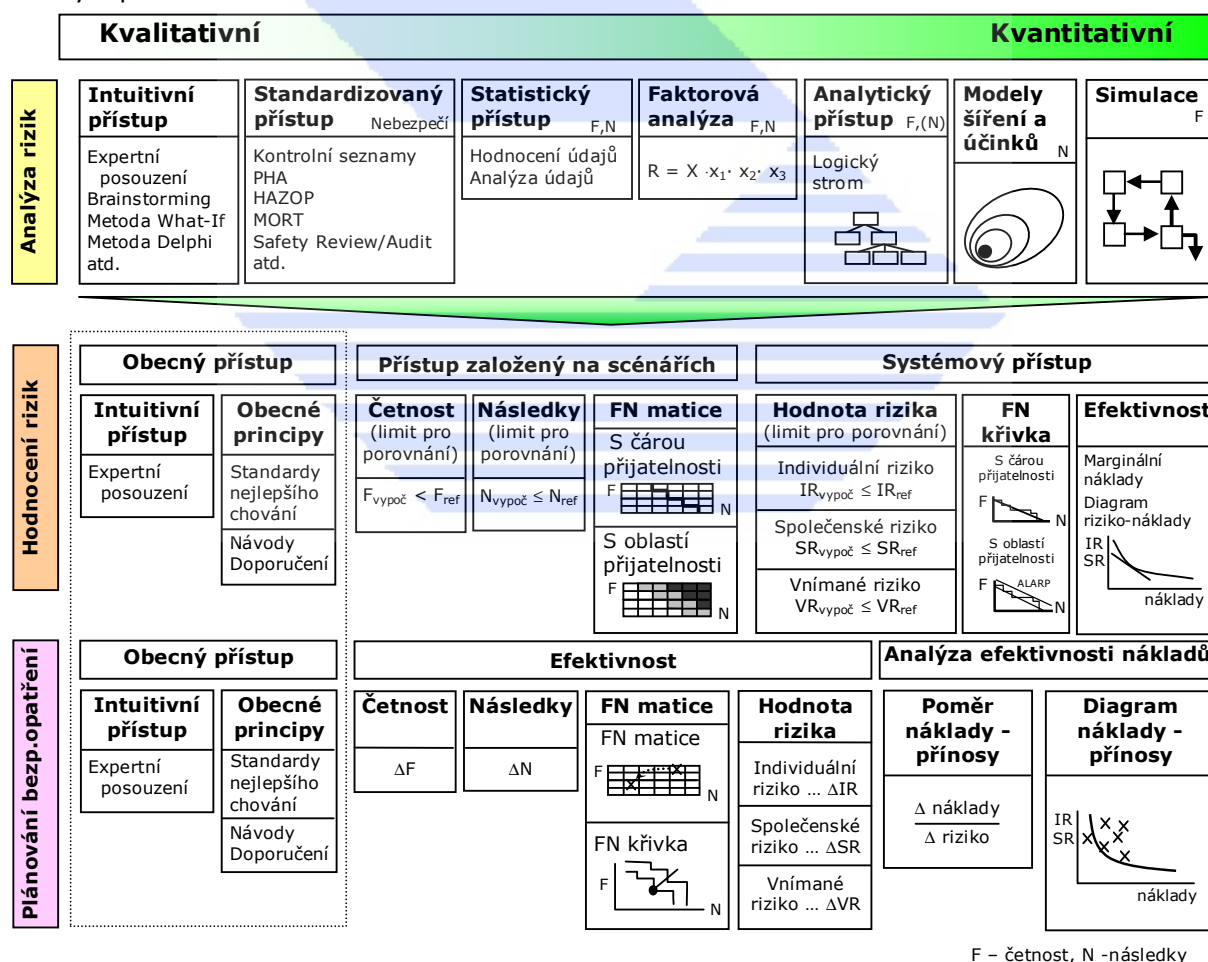 Kvalitativní Kvantitativní
Analýza rizik
Intuitivní
přístup
Expertní
posouzení
Brainstorming
Metoda What-If
Metoda Delphi
atd.
Standardizovaný
přístup Nebezpečí
Kontrolní seznamy
PHA
HAZOP
MORT
Safety Review/Audit
atd.
Statistický
přístup F,N
Hodnocení údajů
Analýza údajů
Faktorová
analýza F,N
R = X ·x₁· x₂· x₃
Analytický
přístup F,(N)
Logický
strom
Modely
šíření a
účinků N
Simulace
F
Hodnocení rizik
Obecný přístup
Intuitivní
přístup
Expertní
posouzení
Obecné
principy
Standardy
nejlepšího
chování
Návody
Doporučení
Přístup založený na scénářích
Četnost
(limit pro
porovnání)
Fvypoč < Fref
Následky
(limit pro
porovnání)
Nvypoč ≤ Nref
FN matice
S čárou
přijatelnosti
F
N
S oblastí
přijatelnosti
F
N
Systémový přístup
Hodnota rizika
(limit pro porovnání)
Individuální riziko
IRvypoč ≤ IRref
Společenské riziko
SRvypoč ≤ SRref
Vnímané riziko
VRvypoč ≤ VRref
FN
křivka
S čárou
přijatelnosti
F
N
S oblastí
přijatelnosti
F ALARP
N
Efektivnost
Marginální
náklady
Diagram
riziko-náklady
IR
SR
náklady
Plánování bezp.opatření
Obecný přístup
Intuitivní
přístup
Expertní
posouzení
Obecné
principy
Standardy
nejlepšího
chování
Návody
Doporučení
Efektivnost
Četnost
ΔF
Následky
ΔN
FN matice
FN matice
F
N
FN křivka
F
N
Hodnota
rizika
Individuální
riziko ... ΔIR
Společenské
riziko ... ΔSR
Vnímané
riziko ... ΔVR
Analýza efektivnosti nákladů
Poměr
náklady -
přínosy
Δ náklady
Δ riziko
Diagram
náklady -
přínosy
IR
SR
náklady
F – četnost, N -následky